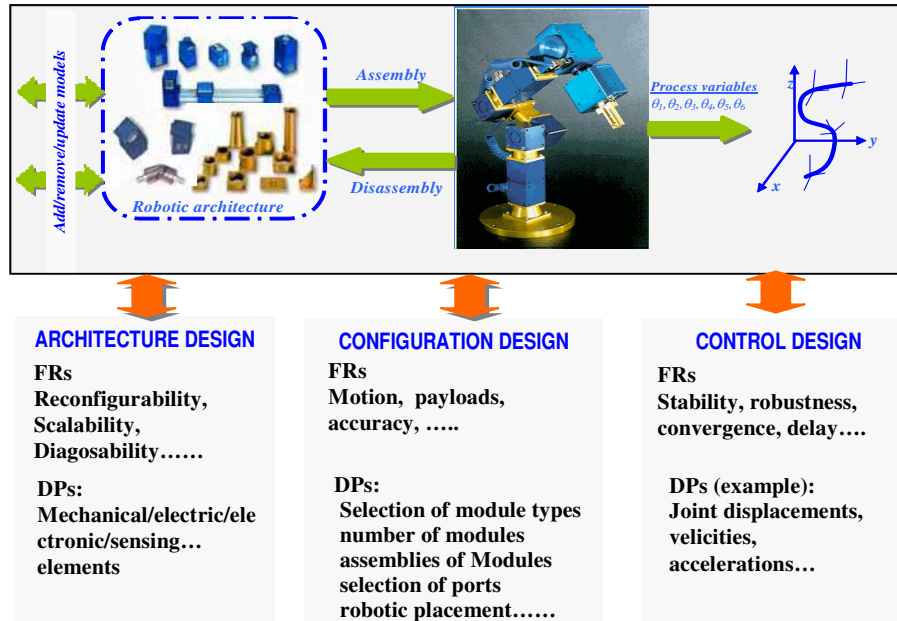 Add/remove/update models
Robotic architecture
Assembly
Disassembly
Process variables
θ1, θ2, θ3, θ4, θ5, θ6
z
y
x
ARCHITECTURE DESIGN
FRs
Reconfigurability,
Scalability,
Diagosability……
DPs:
Mechanical/electric/ele
ctronic/sensing…
elements
CONFIGURATION DESIGN
FRs
Motion, payloads,
accuracy, …..
DPs:
Selection of module types
number of modules
assemblies of Modules
selection of ports
robotic placement……
CONTROL DESIGN
FRs
Stability, robustness,
convergence, delay….
DPs (example):
Joint displacements,
velicities,
accelerations…